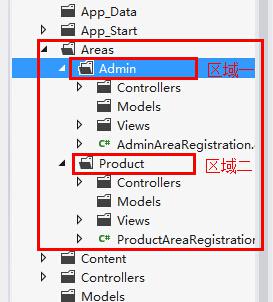 App_Data
App_Start
Areas
Admin 区域一
Controllers
Models
Views
C# AdminAreaRegistration.
Product 区域二
Controllers
Models
Views
C# ProductAreaRegistration
Content
Controllers
Models